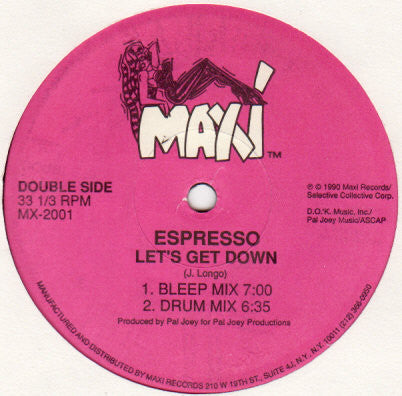 MAXI
TM
DOUBLE SIDE
33 1/3 RPM
MX-2001
℗ © 1990 Maxi Records/
Selective Collective Corp.
D.O.'K. Music, Inc./
Pal Joey Music/ASCAP
ESPRESSO
LET'S GET DOWN
(J. Longo)
1. BLEEP MIX 7:00
2. DRUM MIX 6:35
Produced by Pal Joey for Pal Joey Productions
MANUFACTURED AND DISTRIBUTED BY MAXI RECORDS 210 W 19TH ST., SUITE 4J, N.Y., N.Y. 10011 (212) 366-0950